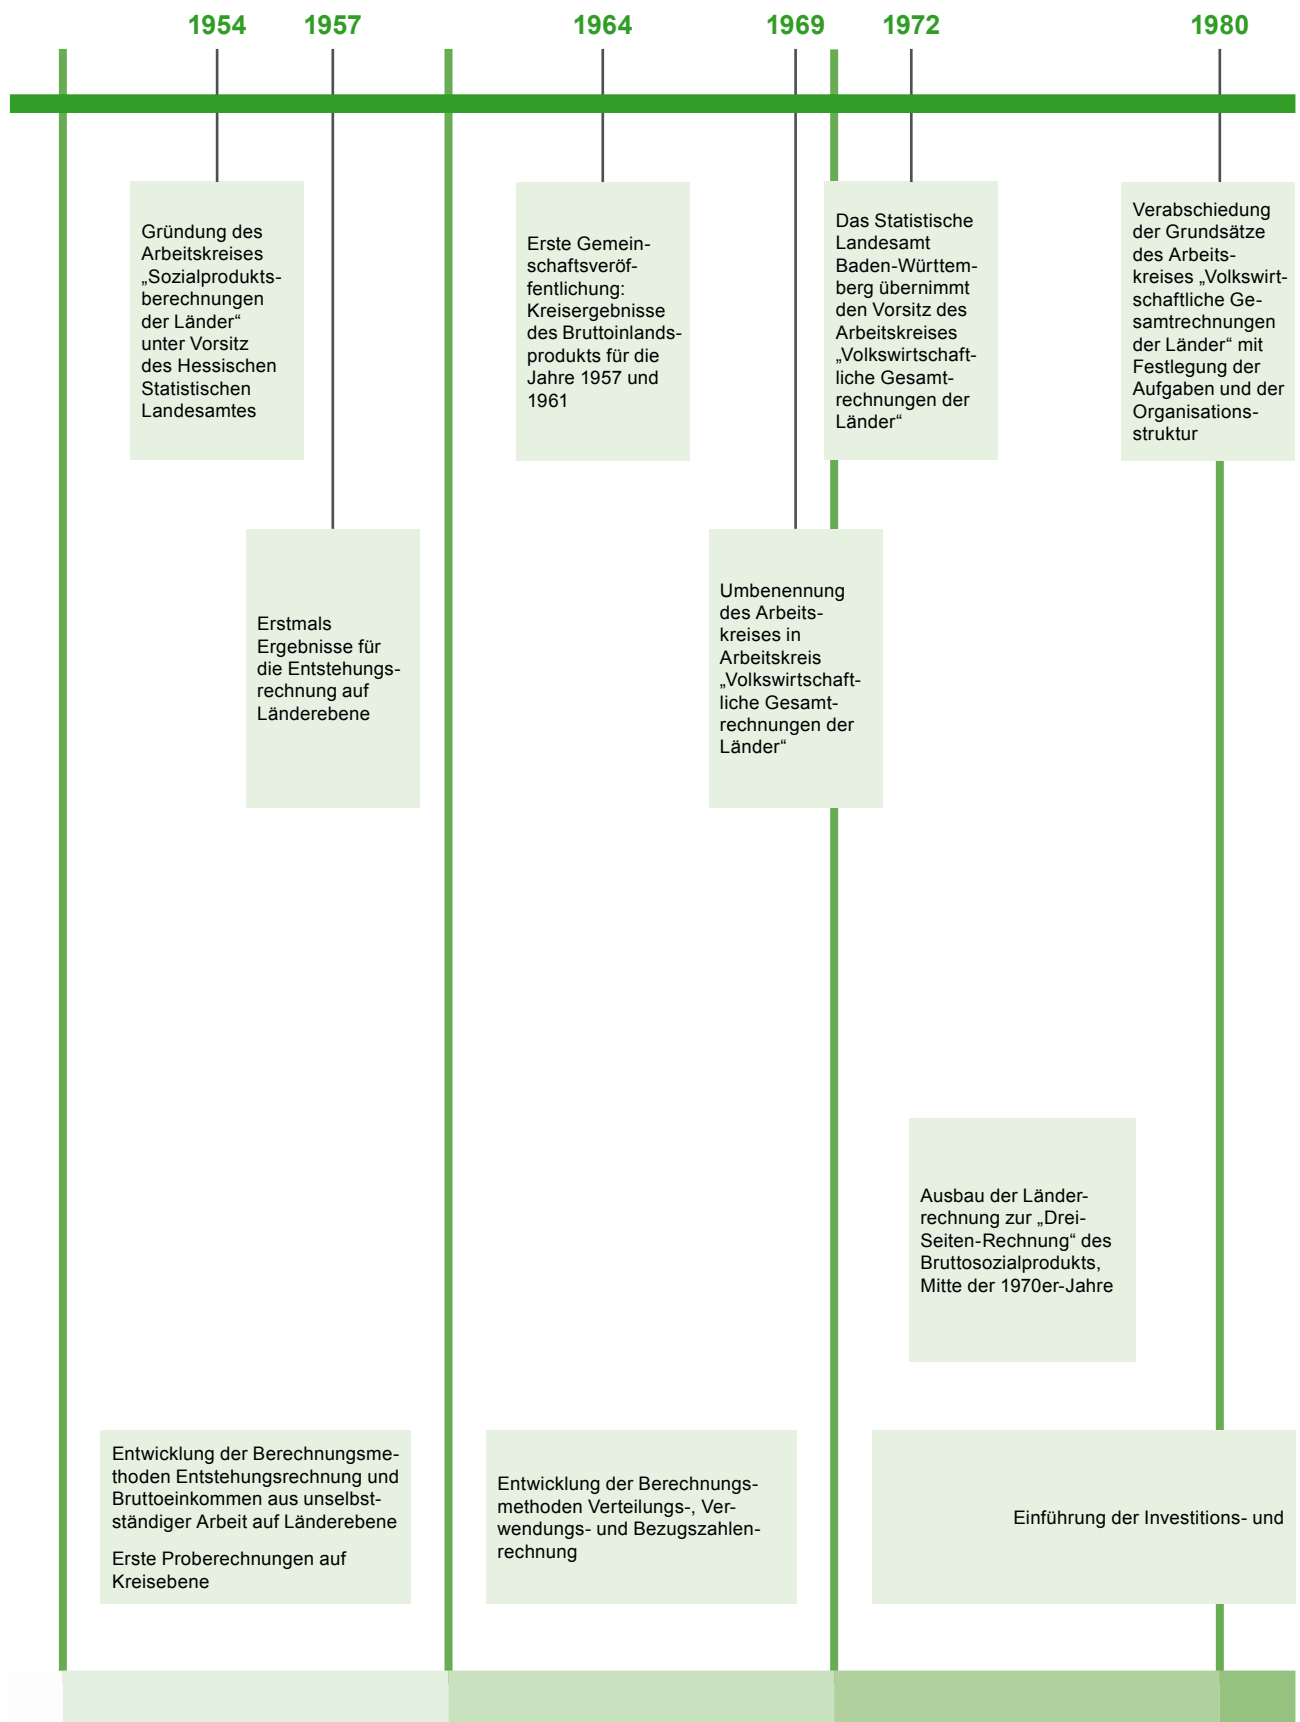 1954
1957
1964
1969
1972
1980
Gründung des
Arbeitskreises
„Sozialprodukts-
berechnungen
der Länder“
unter Vorsitz
des Hessischen
Statistischen
Landesamtes
Erste Gemein-
schaftsveröf-
fentlichung:
Kreisergebnisse
des Bruttoinlands-
produkts für die
Jahre 1957 und
1961
Das Statistische
Landesamt
Baden-Württem-
berg übernimmt
den Vorsitz des
Arbeitskreises
„Volkswirtschaft-
liche Gesamt-
rechnungen der
Länder“
Verabschiedung
der Grundsätze
des Arbeits-
kreises „Volkswirt-
schaftliche Ge-
samtrechnungen
der Länder“ mit
Festlegung der
Aufgaben und der
Organisations-
struktur
Erstmals
Ergebnisse für
die Entstehungs-
rechnung auf
Länderebene
Umbenennung
des Arbeits-
kreises in
Arbeitskreis
„Volkswirtschaft-
liche Gesamt-
rechnungen der
Länder“
Ausbau der Länder-
rechnung zur „Drei-
Seiten-Rechnung“ des
Bruttosozialprodukts,
Mitte der 1970er-Jahre
Entwicklung der Berechnungsme-
thoden Entstehungsrechnung und
Bruttoeinkommen aus unselbst-
ständiger Arbeit auf Länderebene
Erste Proberechnungen auf
Kreisebene
Entwicklung der Berechnungs-
methoden Verteilungs-, Ver-
wendungs- und Bezugszahlen-
rechnung
Einführung der Investitions- und